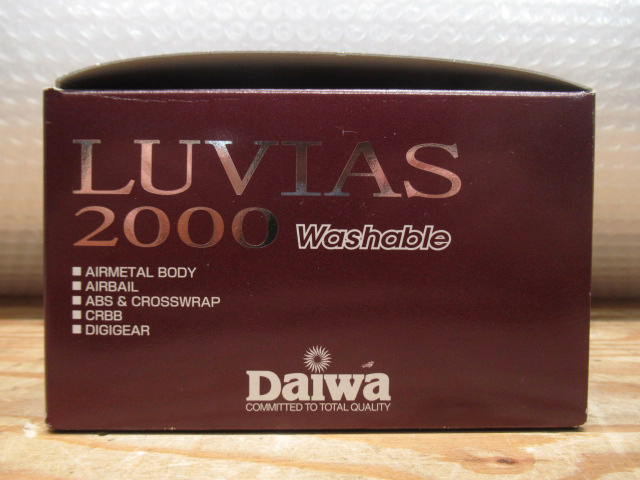 LUVIAS
2000 Washable
■ AIRMETAL BODY
■ AIRBAIL
■ ABS & CROSSWRAP
■ CRBB
■ DIGIGEAR
Daiwa
COMMITTED TO TOTAL QUALITY